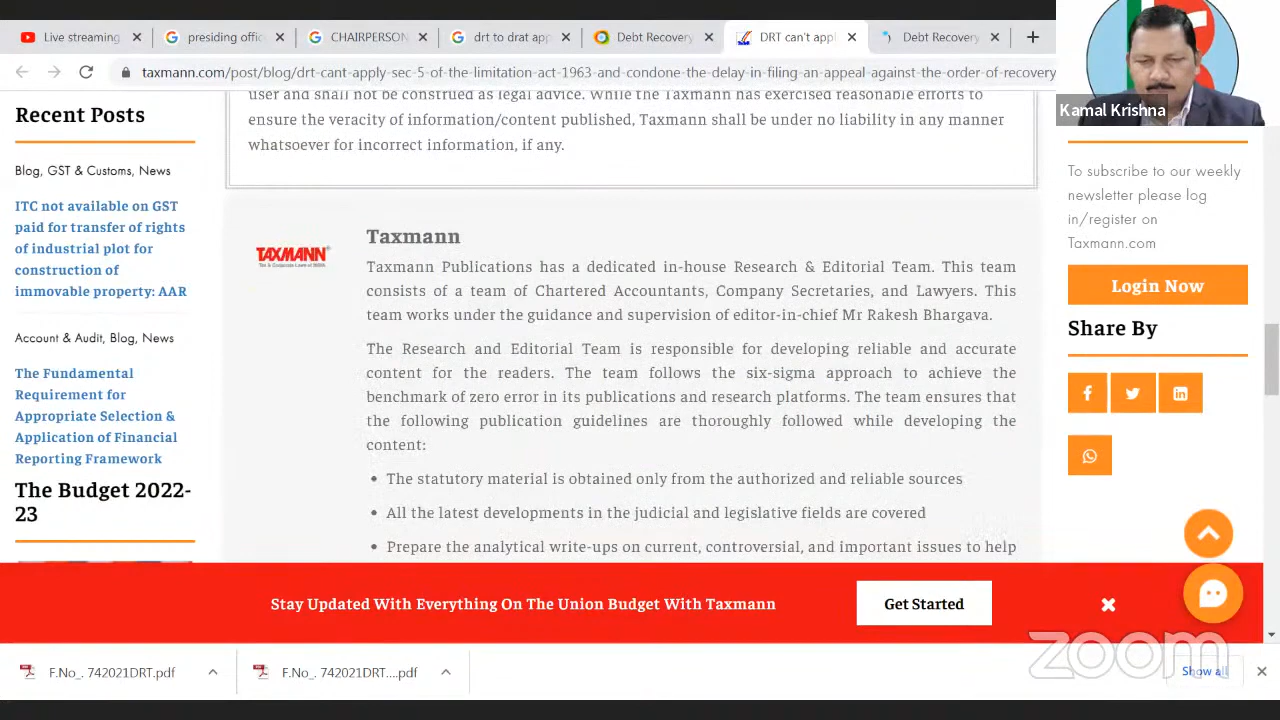 Live streaming
presiding offic
CHAIRPERSON
drt to drat app
Debt Recovery
DRT can't appl
Debt Recovery
taxmann.com/post/blog/drt-cant-apply-sec-5-of-the-limitation-act-1963-and-condone-the-delay-in-filing-an-appeal-against-the-order-of-recovery
Kamal Krishna
Recent Posts
Blog, GST & Customs, News
ITC not available on GST
paid for transfer of rights
of industrial plot for
construction of
immovable property: AAR
Account & Audit, Blog, News
The Fundamental
Requirement for
Appropriate Selection &
Application of Financial
Reporting Framework
The Budget 2022-
23
user and shall not be construed as legal advice. While the Taxmann has exercised reasonable efforts to
ensure the veracity of information/content published, Taxmann shall be under no liability in any manner
whatsoever for incorrect information, if any.
TAXMANN®
Taxmann
Taxmann Publications has a dedicated in-house Research & Editorial Team. This team
consists of a team of Chartered Accountants, Company Secretaries, and Lawyers. This
team works under the guidance and supervision of editor-in-chief Mr Rakesh Bhargava.
The Research and Editorial Team is responsible for developing reliable and accurate
content for the readers. The team follows the six-sigma approach to achieve the
benchmark of zero error in its publications and research platforms. The team ensures that
the following publication guidelines are thoroughly followed while developing the
content:
• The statutory material is obtained only from the authorized and reliable sources
• All the latest developments in the judicial and legislative fields are covered
• Prepare the analytical write-ups on current, controversial, and important issues to help
To subscribe to our weekly
newsletter please log
in/register on
Taxmann.com
Login Now
Share By
Stay Updated With Everything On The Union Budget With Taxmann
Get Started
F.No_. 742021DRT.pdf
F.No_. 742021DRT....pdf
Show all
zoom